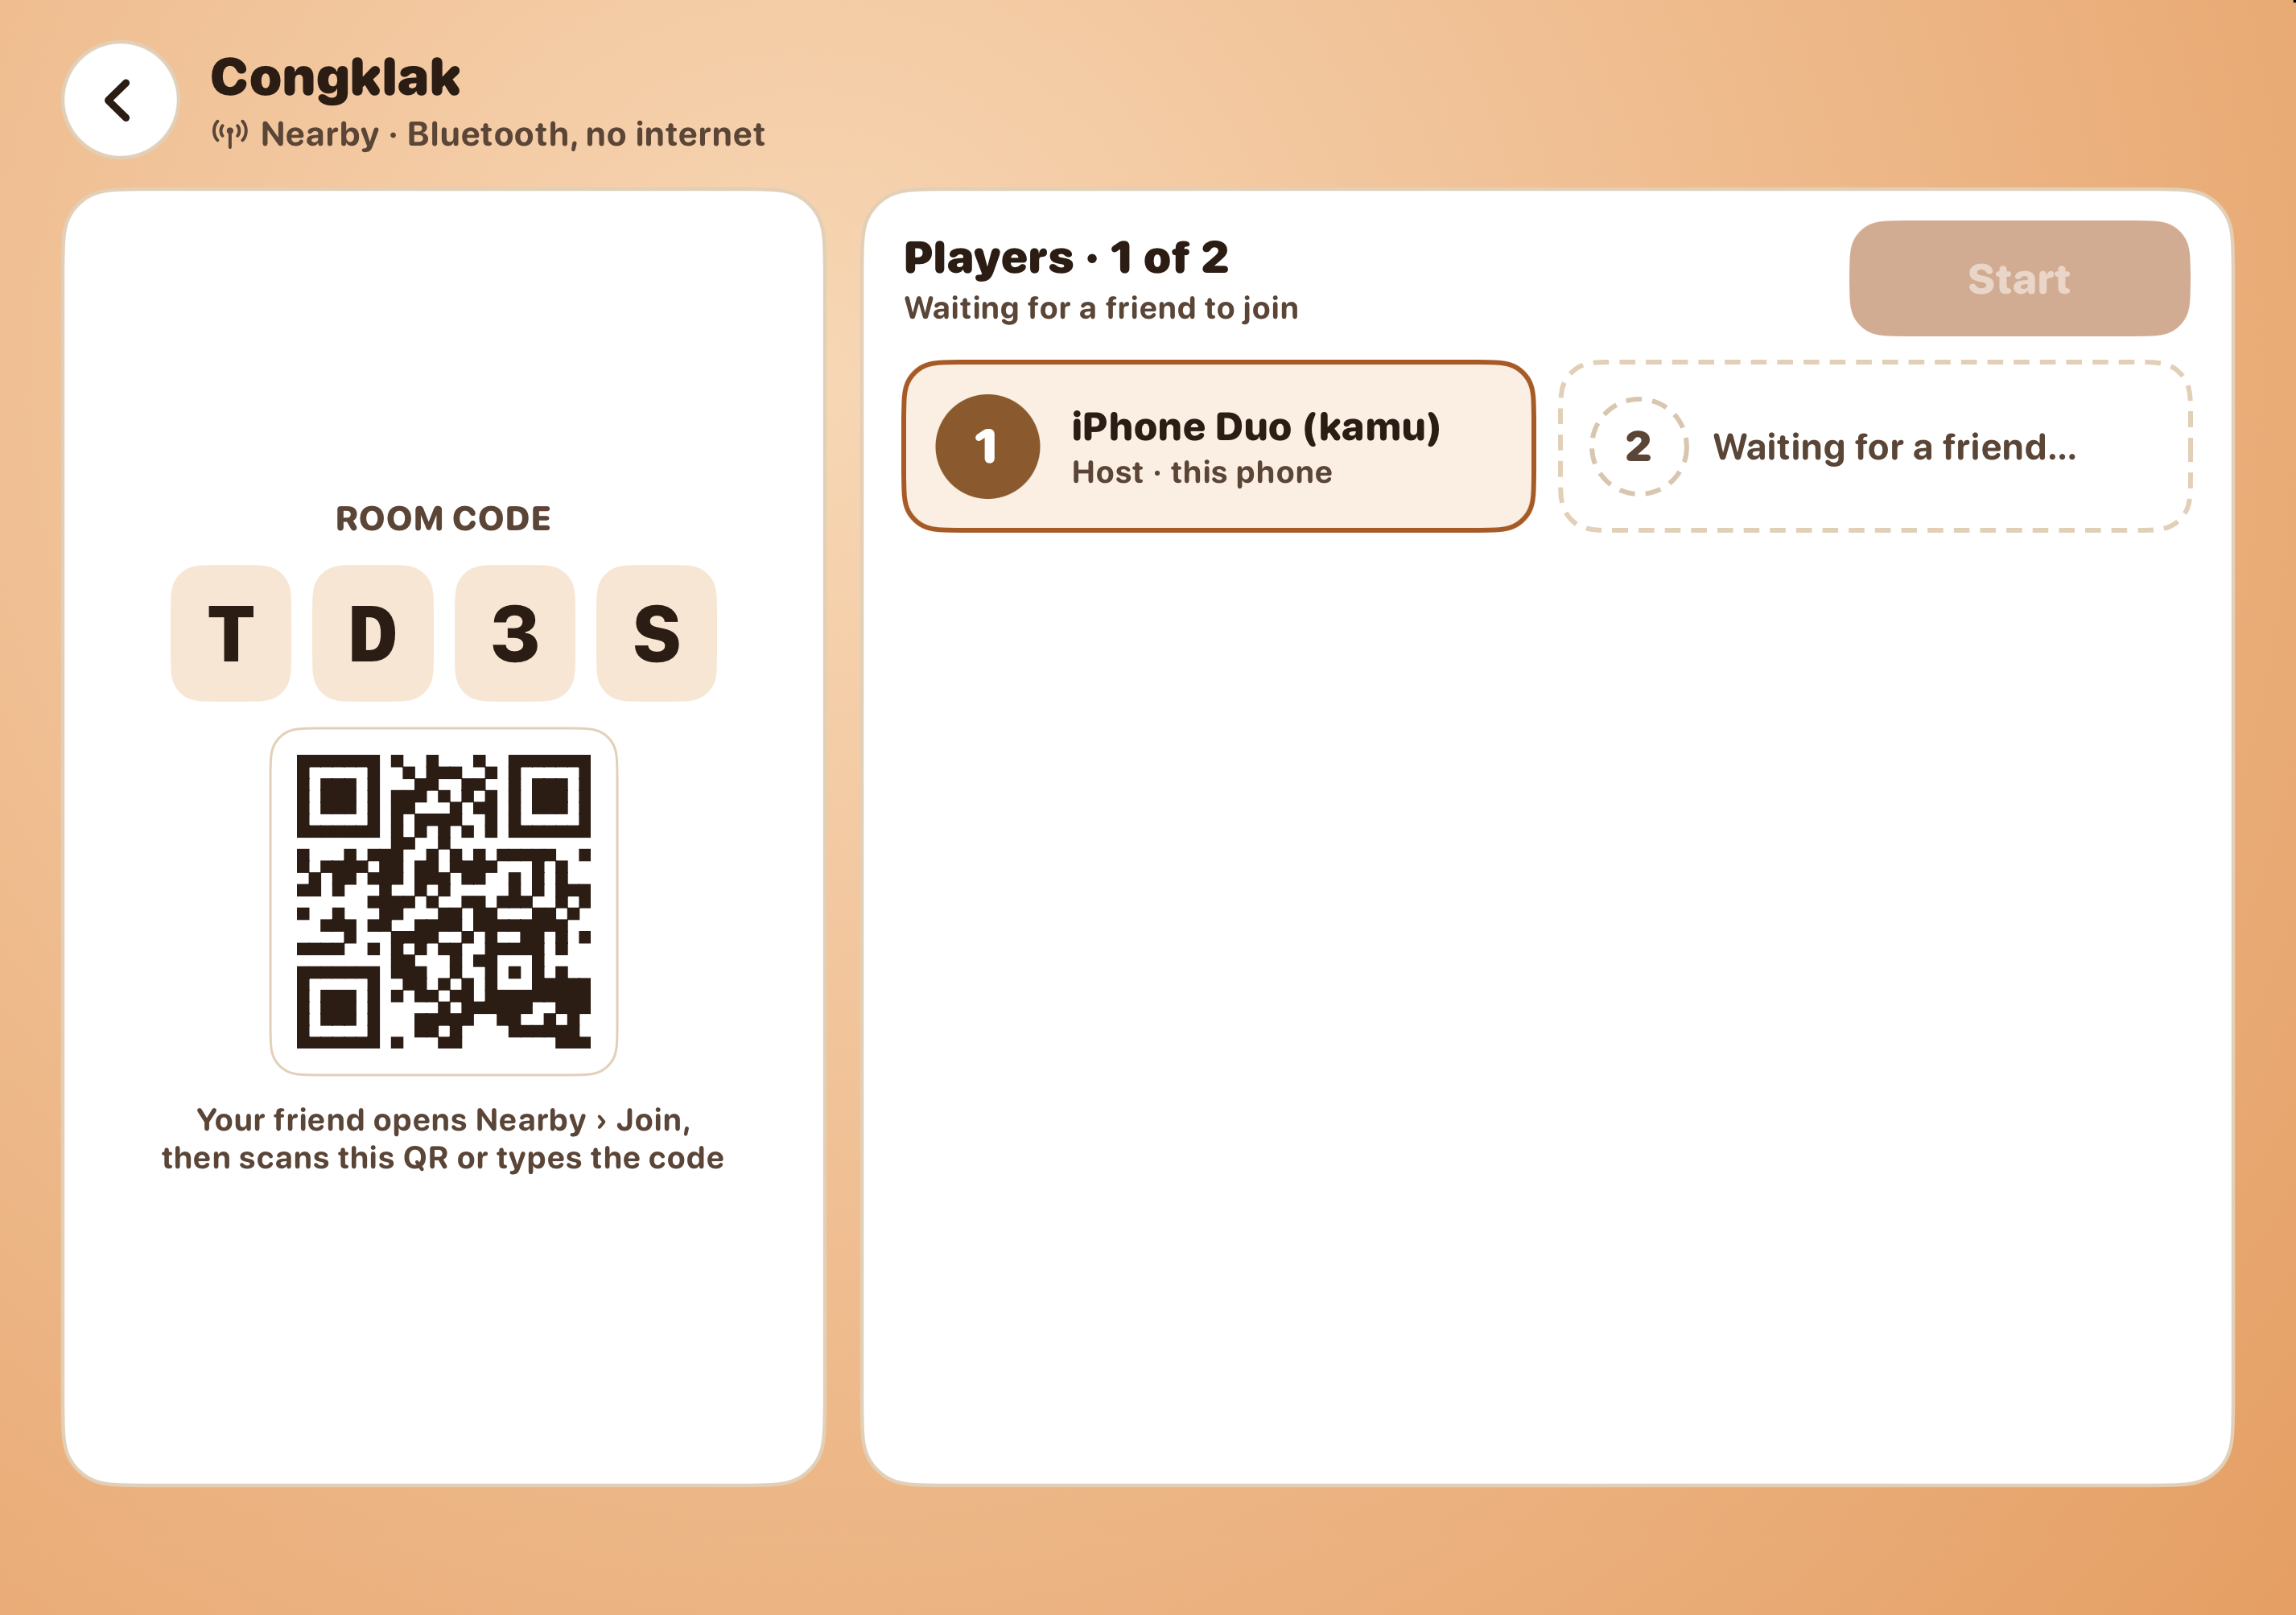 Congklak
Nearby · Bluetooth, no internet
ROOM CODE
T D 3 S
Your friend opens Nearby › Join,
then scans this QR or types the code
Players · 1 of 2
Waiting for a friend to join
Start
1
iPhone Duo (kamu)
Host · this phone
2
Waiting for a friend...